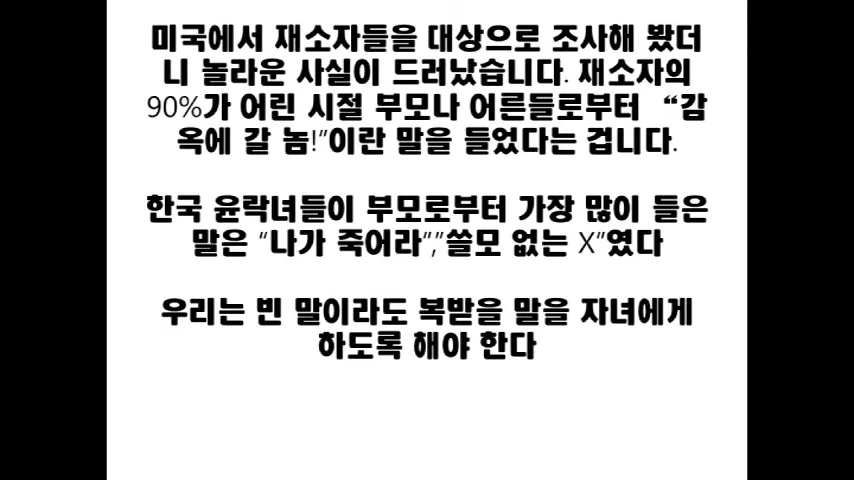 미국에서 재소자들을 대상으로 조사해 봤더
니 놀라운 사실이 드러났습니다. 재소자의
90%가 어린 시절 부모나 어른들로부터 “감
옥에 갈 놈!”이란 말을 들었다는 겁니다.
한국 윤락녀들이 부모로부터 가장 많이 들은
말은 “나가 죽어라”,”쓸모 없는 X”였다
우리는 빈 말이라도 복받을 말을 자녀에게
하도록 해야 한다